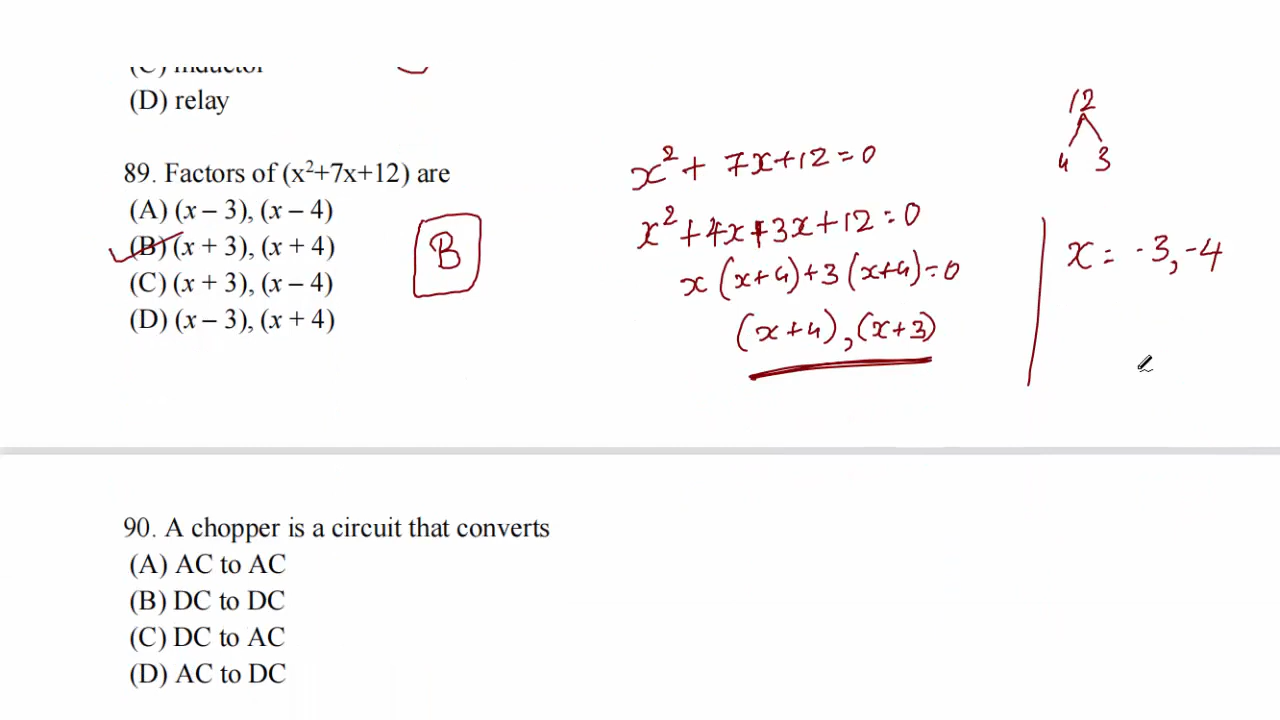 (C) inductor
(D) relay
89. Factors of (x²+7x+12) are
(A) (x – 3), (x – 4)
(B) (x + 3), (x + 4)
(C) (x + 3), (x – 4)
(D) (x – 3), (x + 4)
B
x² + 7x+12=0
x²+4x+3x+12=0
x(x+4)+3(x+4)=0
(x+4),(x+3)
12
4 3
x = -3,-4
90. A chopper is a circuit that converts
(A) AC to AC
(B) DC to DC
(C) DC to AC
(D) AC to DC